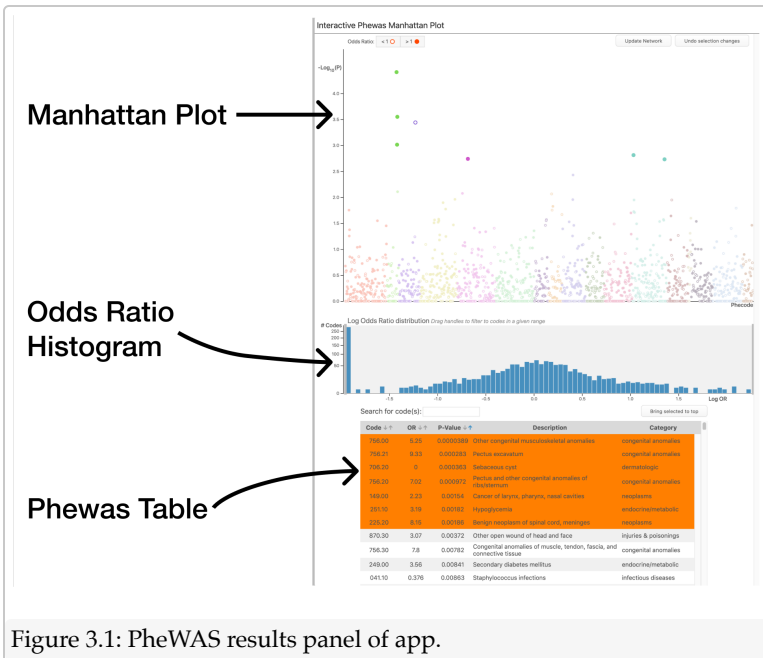 Interactive Phewas Manhattan Plot
Odds Ratio: < 1 > 1 Update Network Undo selection changes
-Log10(P)
4.0
Manhattan Plot
3.5
3.0
2.5
2.0
1.5
1.0
0.5
0.0
Phecode
Odds Ratio
Histogram
Log Odds Ratio distribution Drag handles to filter to codes in a given range
# Codes
200
200
150
100
50
0
-1.5 -1.0 -0.5 0.0 0.5 1.0 1.5 Log OR
Search for code(s): Bring selected to top
Code ↓↑ OR ↓↑ P-Value ↓↑ Description Category
756.00 5.25 0.0000388 Other congenital musculoskeletal anomalies congenital anomalies
756.21 9.33 0.000283 Pectus excavatum congenital anomalies
706.20 0 0.000363 Sebaceous cyst dermatologic
756.20 7.02 0.000972 Pectus and other congenital anomalies of ribs/sternum congenital anomalies
149.00 2.23 0.00154 Cancer of larynx, pharynx, nasal cavities neoplasms
251.10 3.19 0.00182 Hypoglycemia endocrine/metabolic
225.20 8.15 0.00186 Benign neoplasm of spinal cord, meninges neoplasms
870.30 3.07 0.00372 Other open wound of head and face injuries & poisonings
756.30 7.8 0.00782 Congenital anomalies of muscle, tendon, fascia, and connective tissue congenital anomalies
249.00 3.56 0.00841 Secondary diabetes mellitus endocrine/metabolic
041.10 0.376 0.00863 Staphylococcus infections infectious diseases
Phewas Table
Figure 3.1: PheWAS results panel of app.